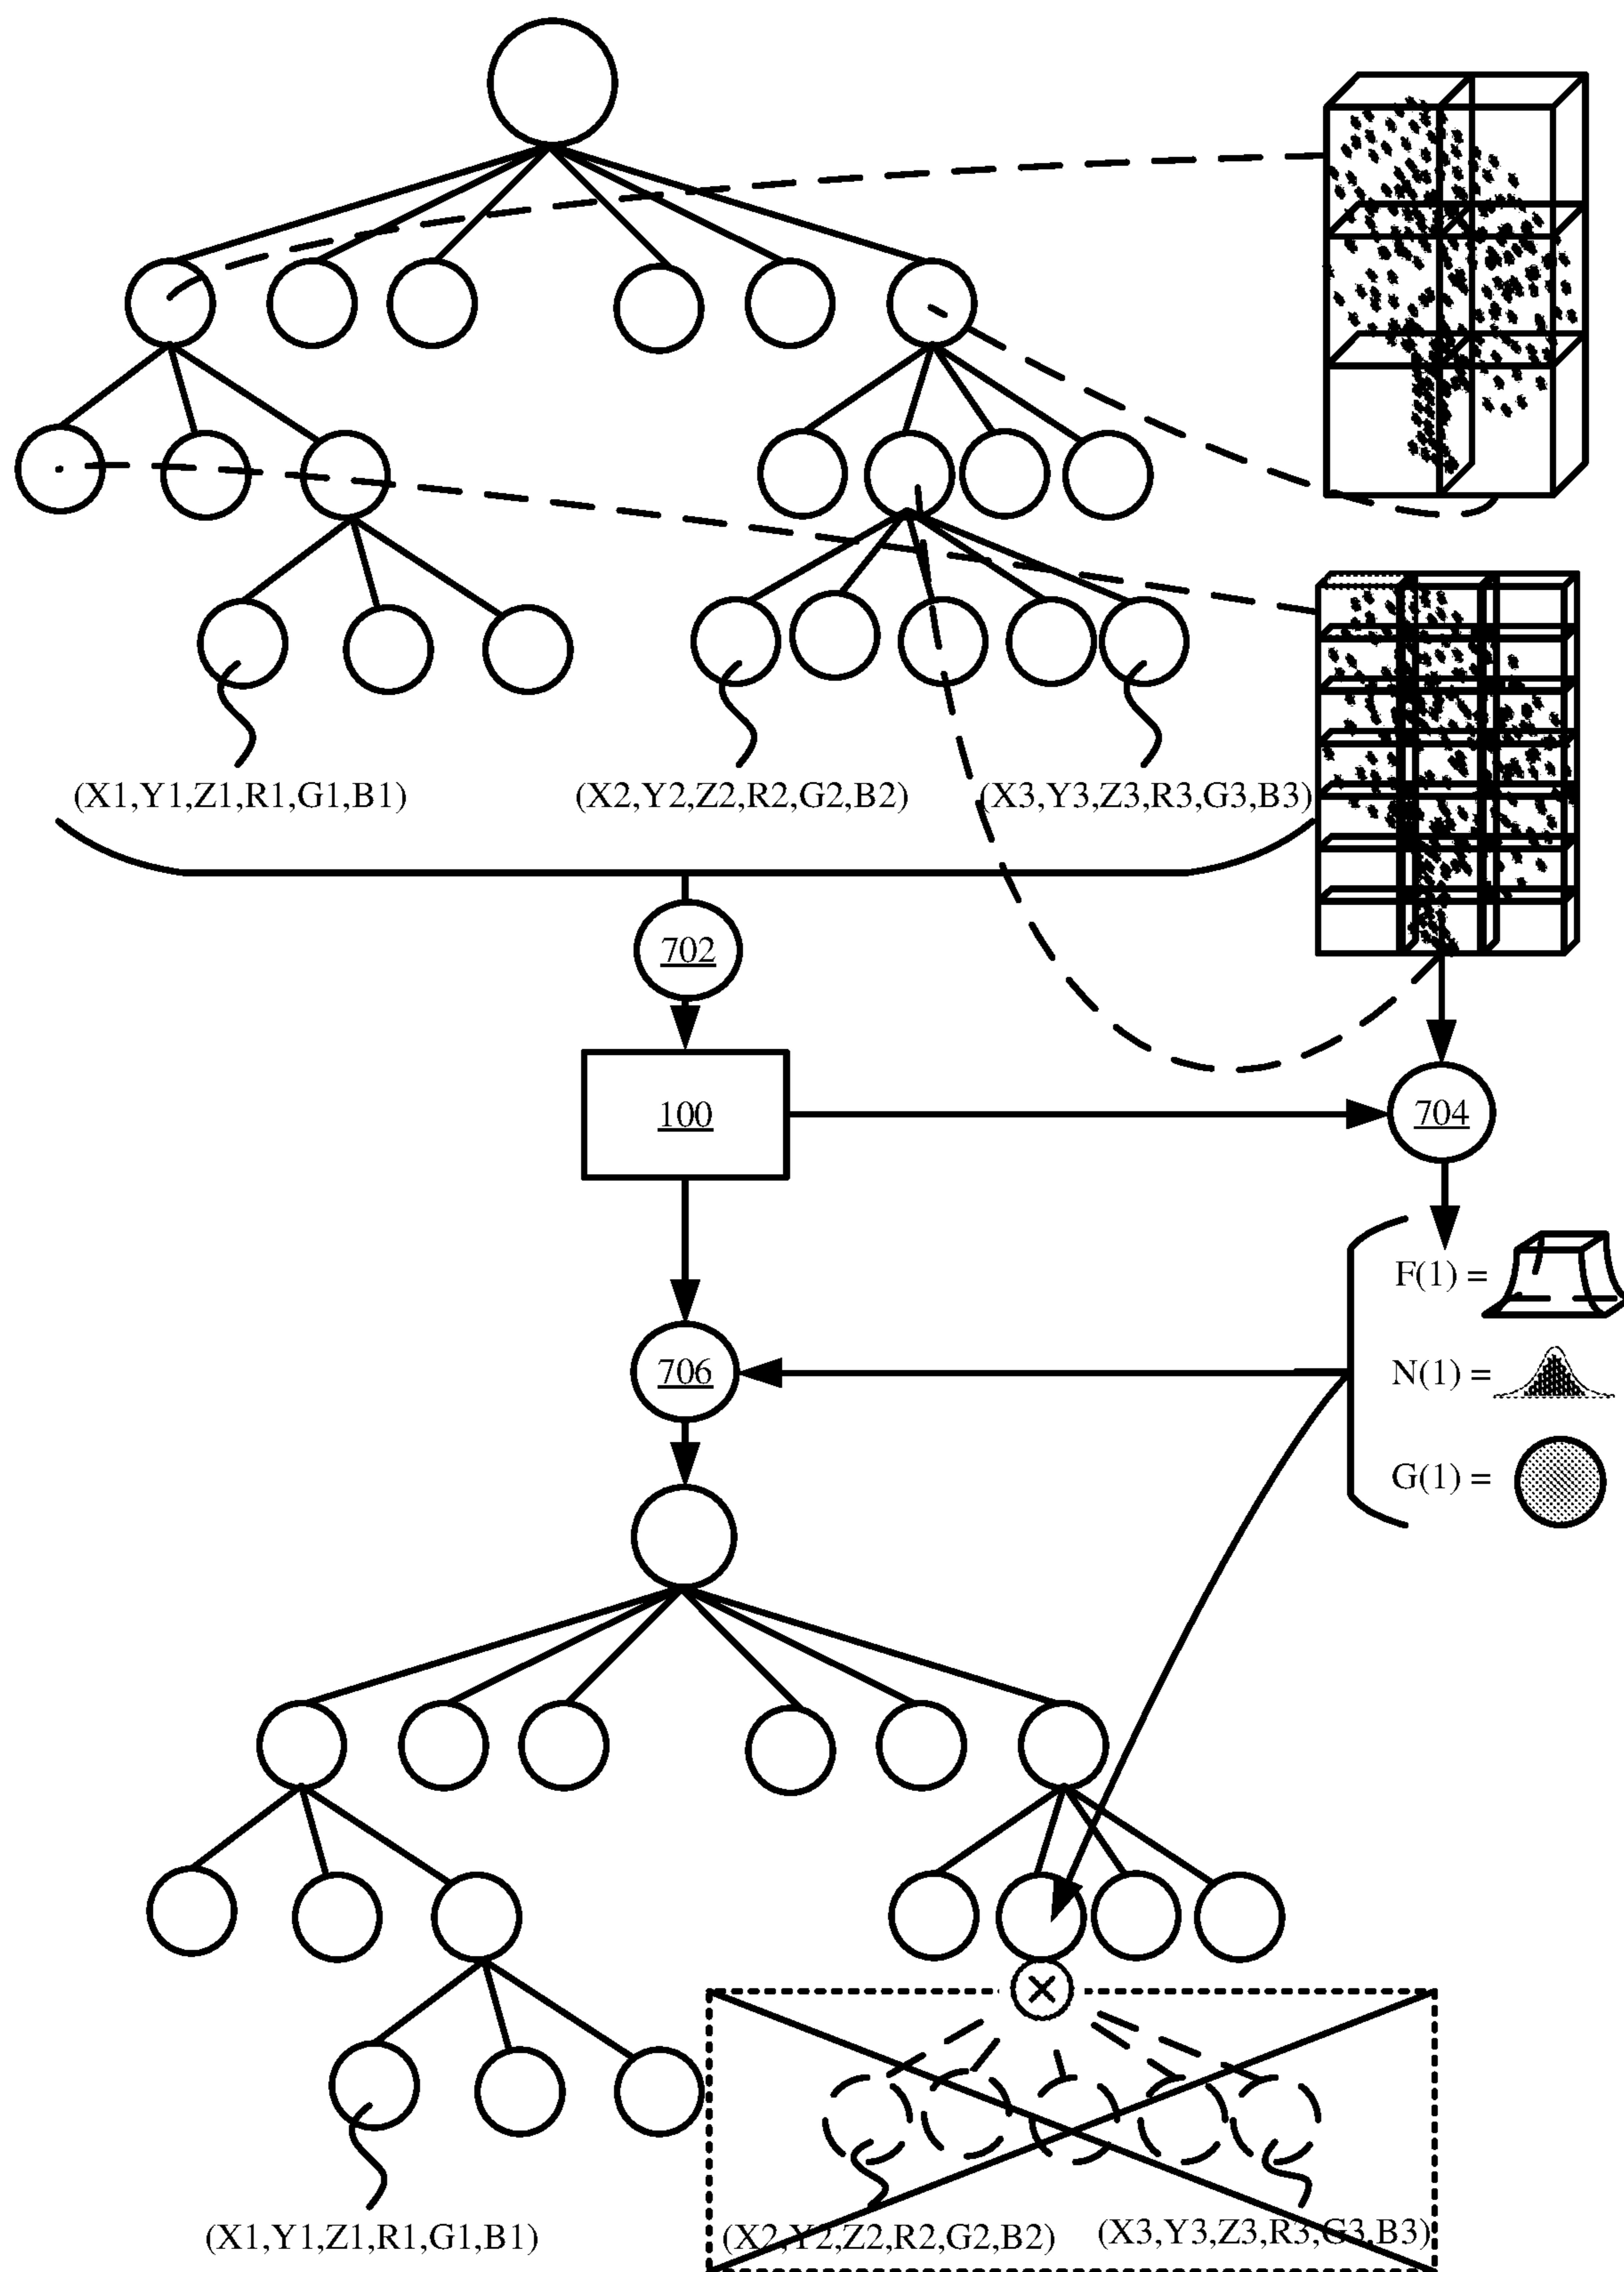 (X1,Y1,Z1,R1,G1,B1)
(X2,Y2,Z2,R2,G2,B2)
(X3,Y3,Z3,R3,G3,B3)
702
100
704
F(1) =
706
N(1) =
G(1) =
(X1,Y1,Z1,R1,G1,B1)
(X2,Y2,Z2,R2,G2,B2)
(X3,Y3,Z3,R3,G3,B3)